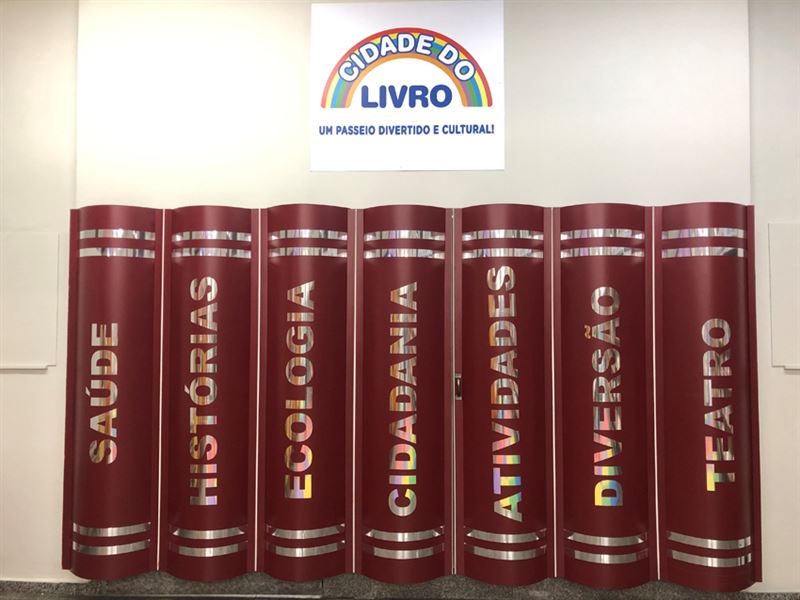 CIDADE DO
LIVRO
UM PASSEIO DIVERTIDO E CULTURAL!
SAÚDE
HISTÓRIAS
ECOLOGIA
CIDADANIA
ATIVIDADES
DIVERSÃO
TEATRO